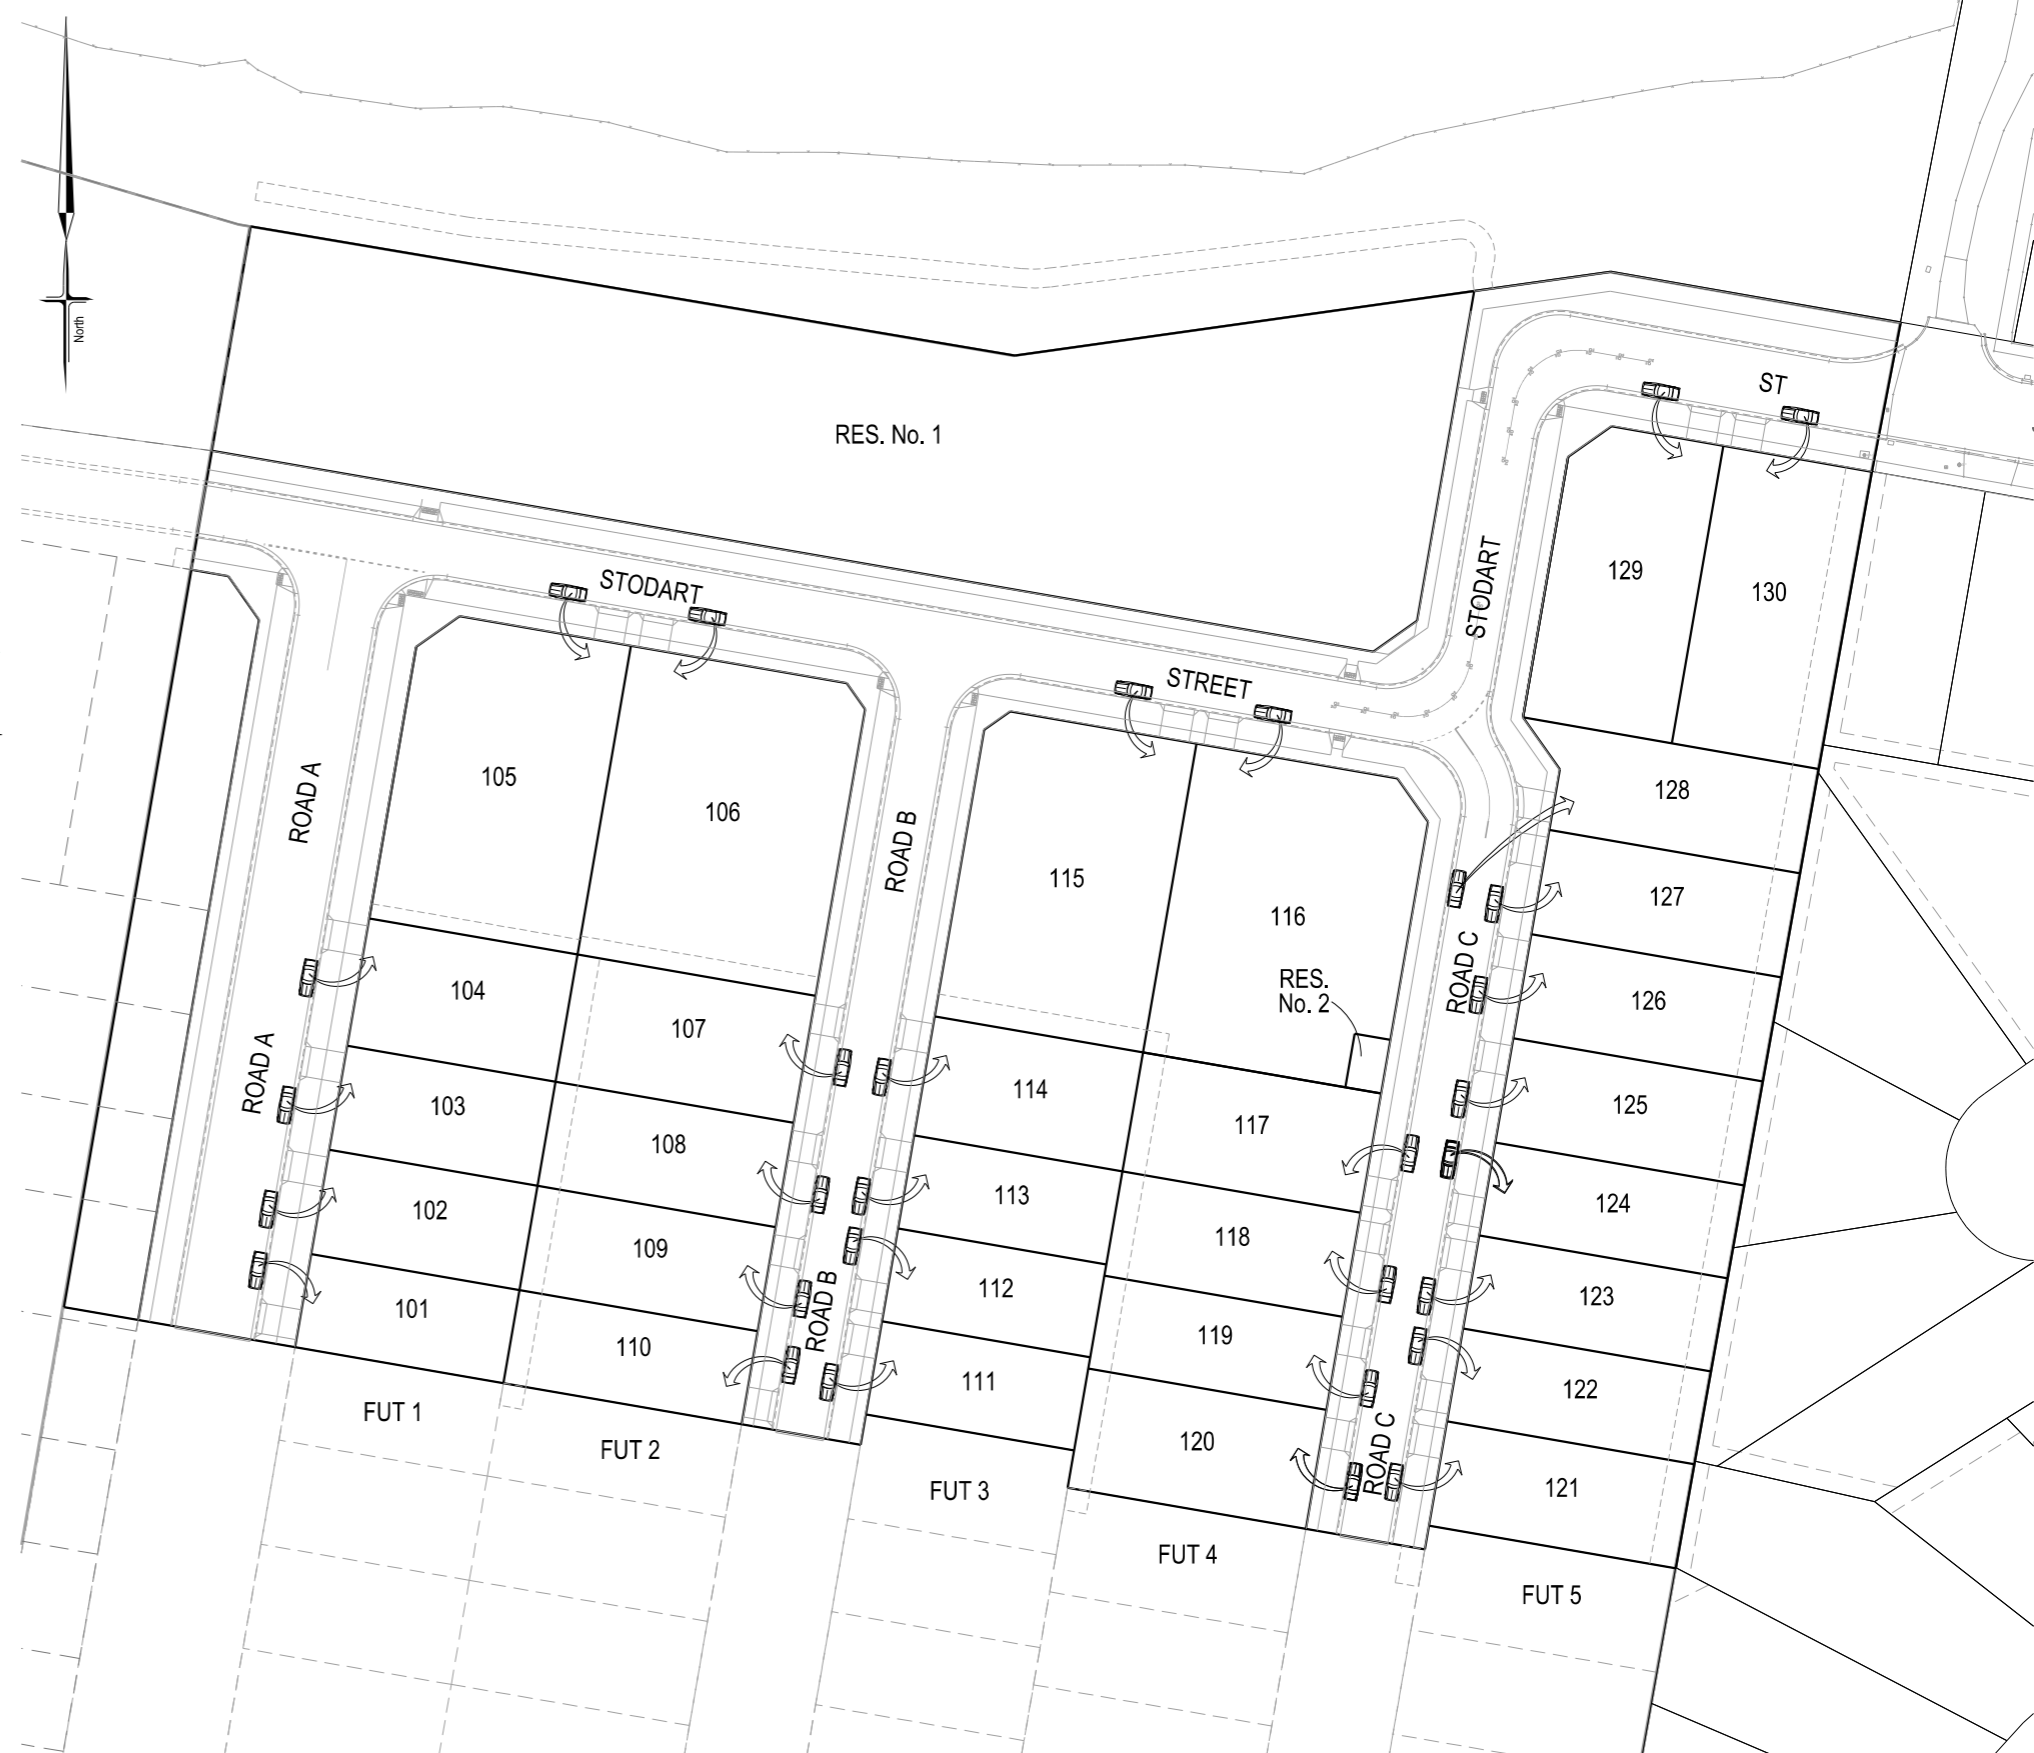 North
RES. No. 1
ST
STODART
STODART
STREET
129
130
105
106
ROAD A
ROAD B
115
116
128
127
ROAD C
126
RES.
No. 2
104
107
ROAD A
103
108
114
117
125
102
109
113
118
124
101
110
ROAD B
112
119
123
111
120
ROAD C
122
121
FUT 1
FUT 2
FUT 3
FUT 4
FUT 5